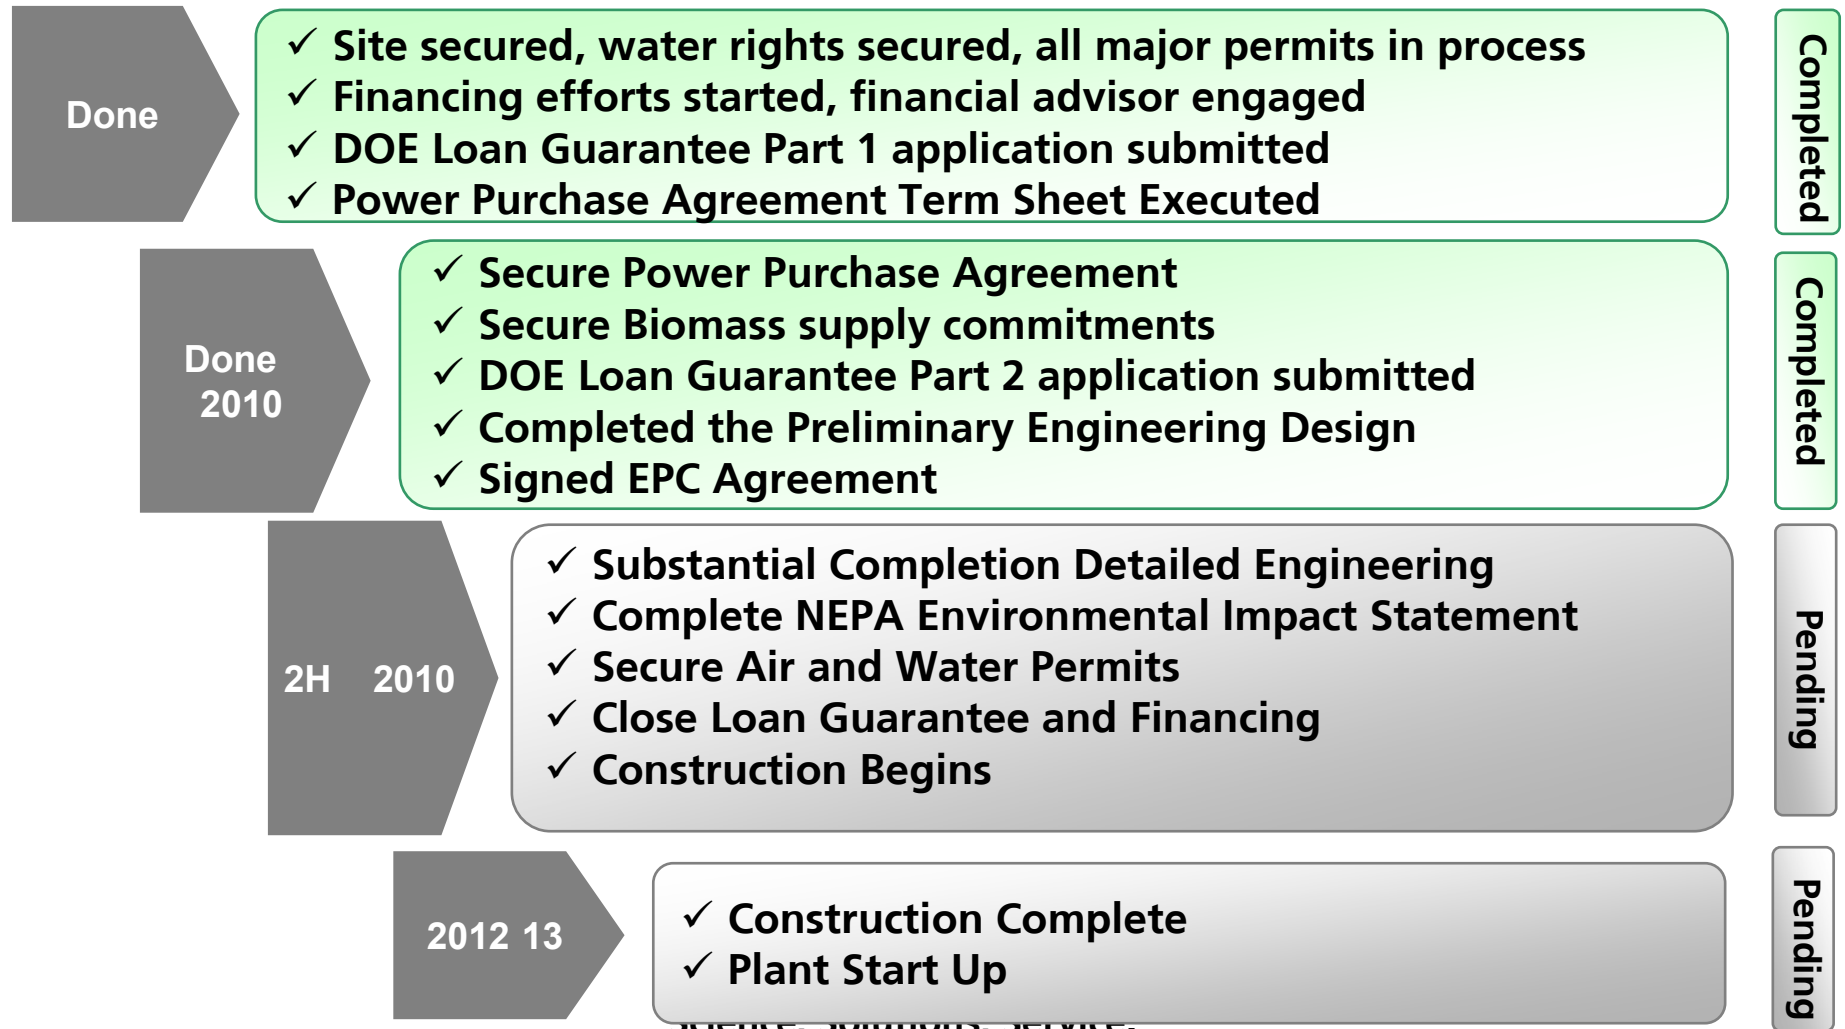 Done
✓ Site secured, water rights secured, all major permits in process
✓ Financing efforts started, financial advisor engaged
✓ DOE Loan Guarantee Part 1 application submitted
✓ Power Purchase Agreement Term Sheet Executed
Completed
Done
2010
✓ Secure Power Purchase Agreement
✓ Secure Biomass supply commitments
✓ DOE Loan Guarantee Part 2 application submitted
✓ Completed the Preliminary Engineering Design
✓ Signed EPC Agreement
Completed
2H 2010
✓ Substantial Completion Detailed Engineering
✓ Complete NEPA Environmental Impact Statement
✓ Secure Air and Water Permits
✓ Close Loan Guarantee and Financing
✓ Construction Begins
Pending
2012 13
✓ Construction Complete
✓ Plant Start Up
Pending
Science. Solutions. Service.